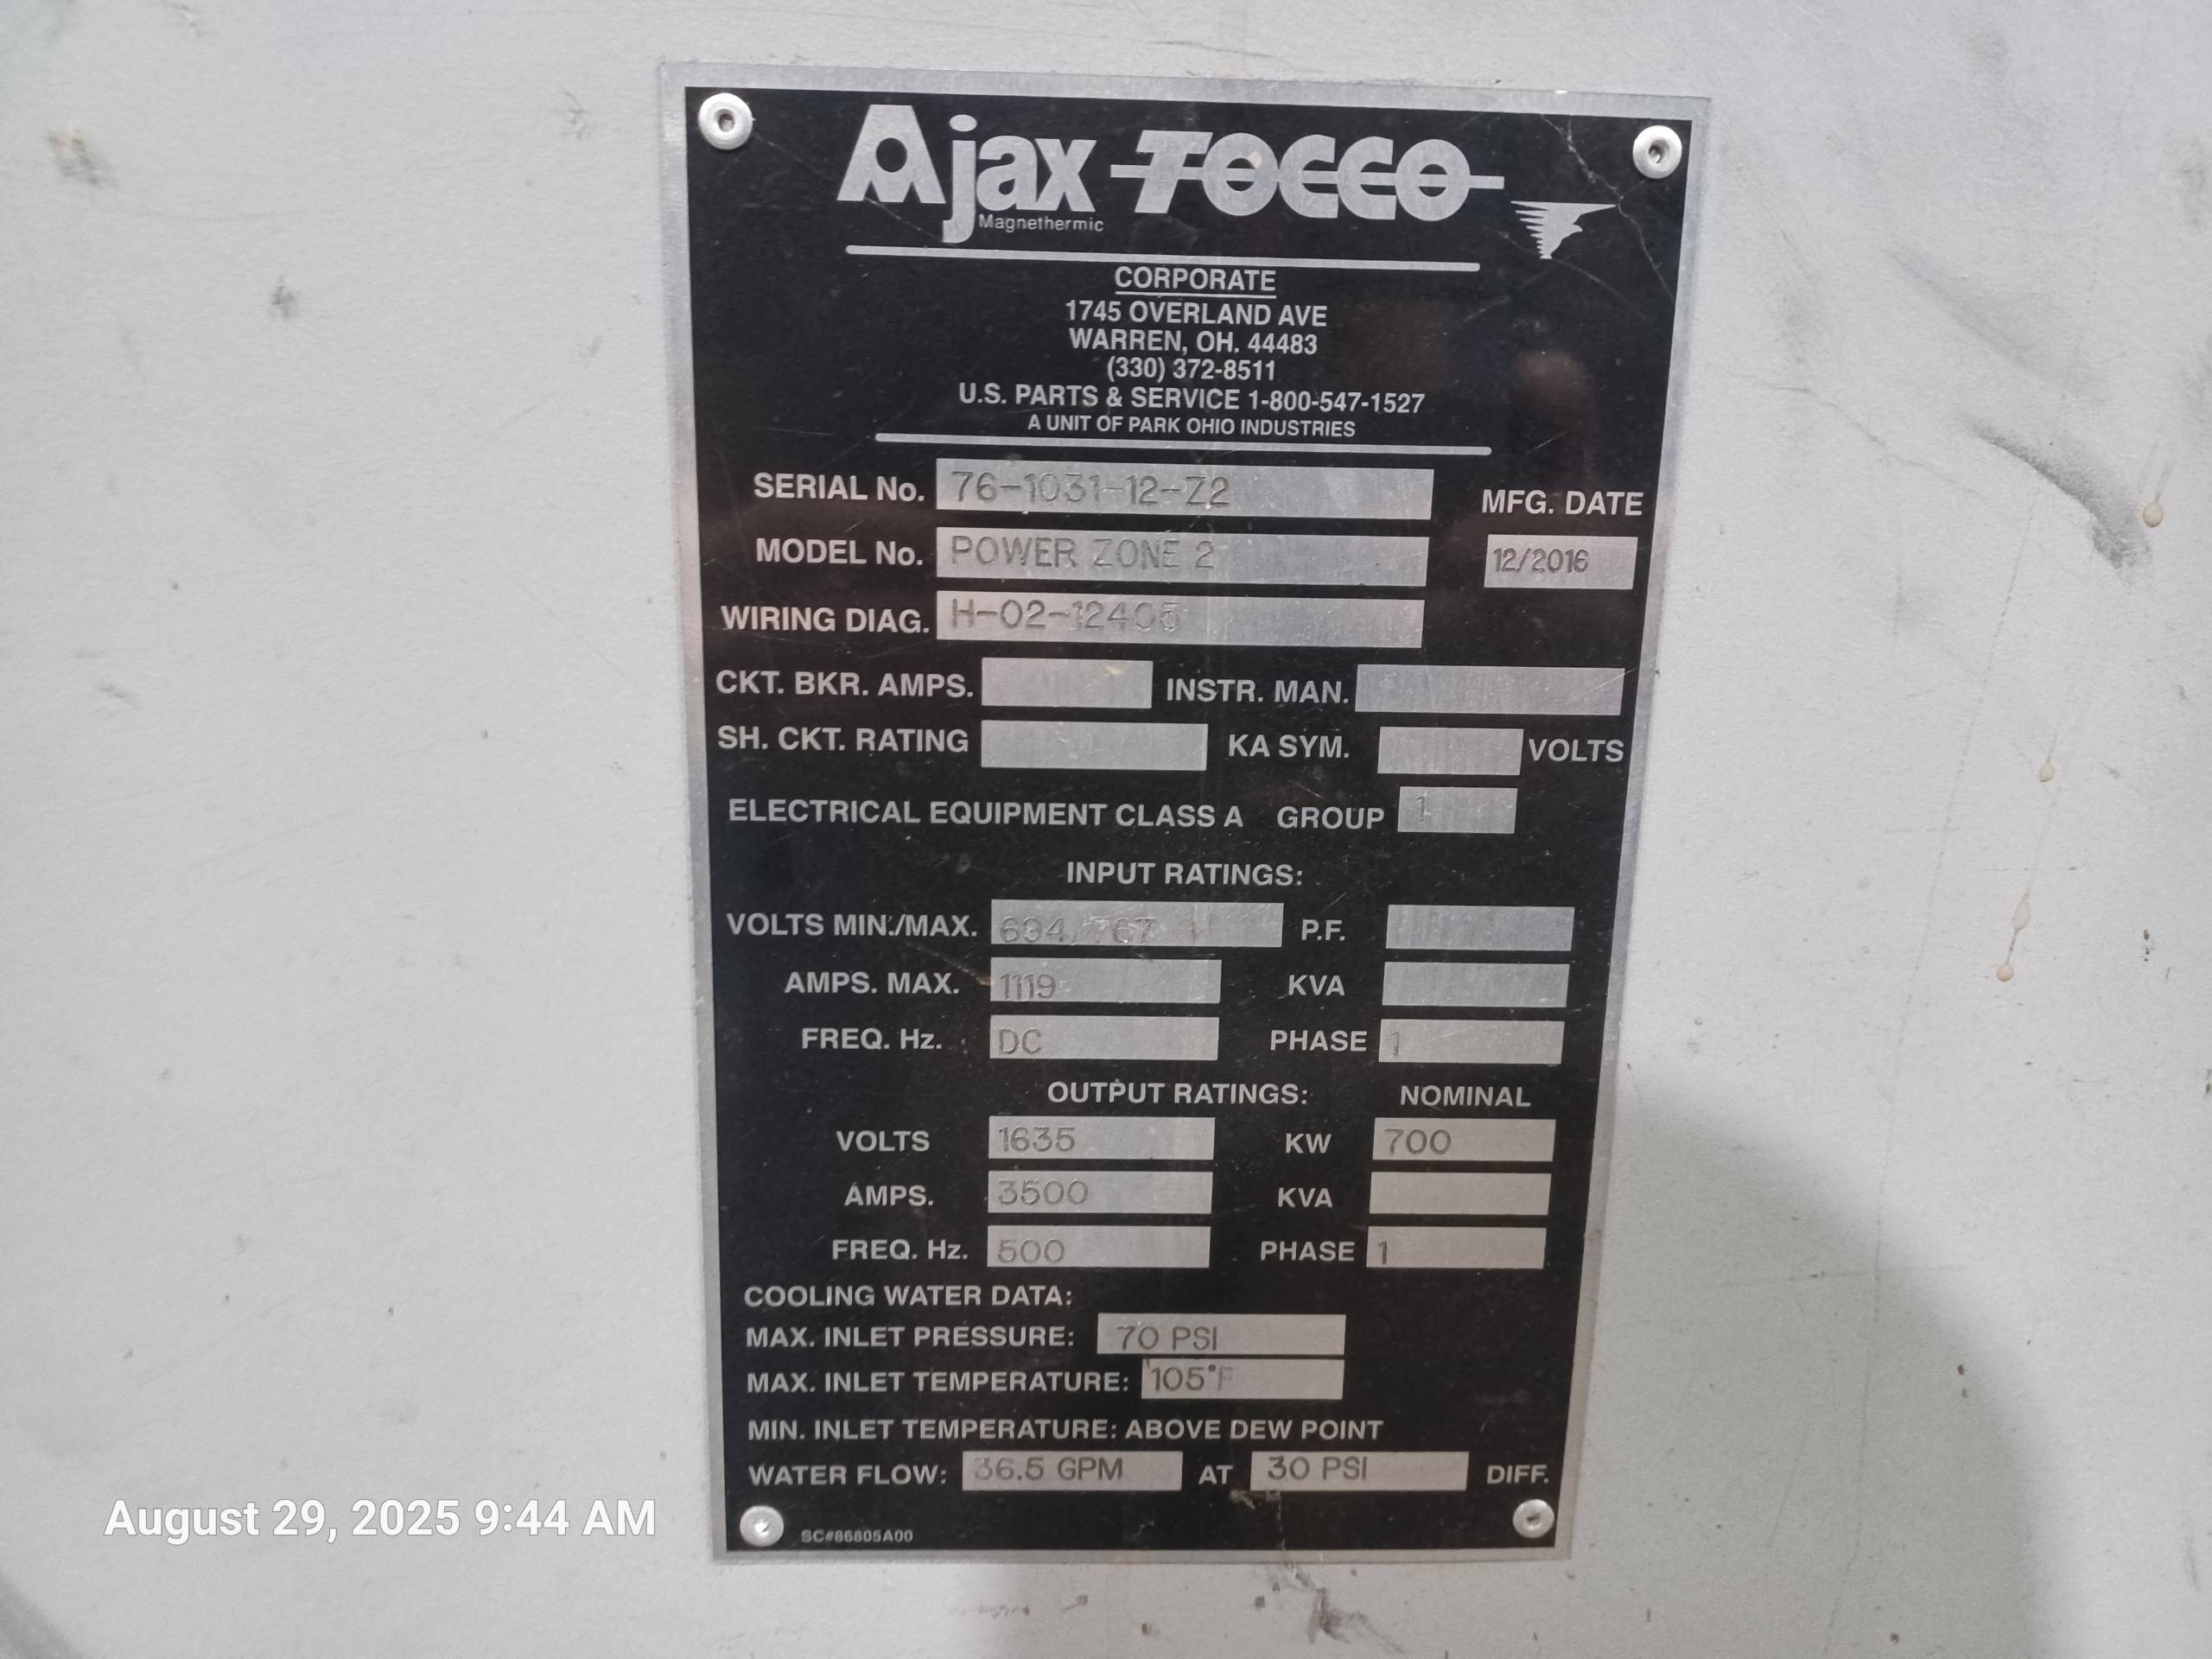 Ajax TOCCO
Magnethermic
CORPORATE
1745 OVERLAND AVE
WARREN, OH. 44483
(330) 372-8511
U.S. PARTS & SERVICE 1-800-547-1527
A UNIT OF PARK OHIO INDUSTRIES
SERIAL No. 76-1031-12-Z2
MFG. DATE
MODEL No. POWER ZONE 2
12/2016
WIRING DIAG. H-02-12405
CKT. BKR. AMPS. INSTR. MAN.
SH. CKT. RATING KA SYM. VOLTS
ELECTRICAL EQUIPMENT CLASS A GROUP 1
INPUT RATINGS:
VOLTS MIN./MAX. 694/767 P.F.
AMPS. MAX. 1119 KVA
FREQ. Hz. DC PHASE 1
OUTPUT RATINGS: NOMINAL
VOLTS 1635 KW 700
AMPS. 3500 KVA
FREQ. Hz. 500 PHASE 1
COOLING WATER DATA:
MAX. INLET PRESSURE: 70 PSI
MAX. INLET TEMPERATURE: 105°F
MIN. INLET TEMPERATURE: ABOVE DEW POINT
WATER FLOW: 36.5 GPM AT 30 PSI DIFF.
SC#86805A00
August 29, 2025 9:44 AM